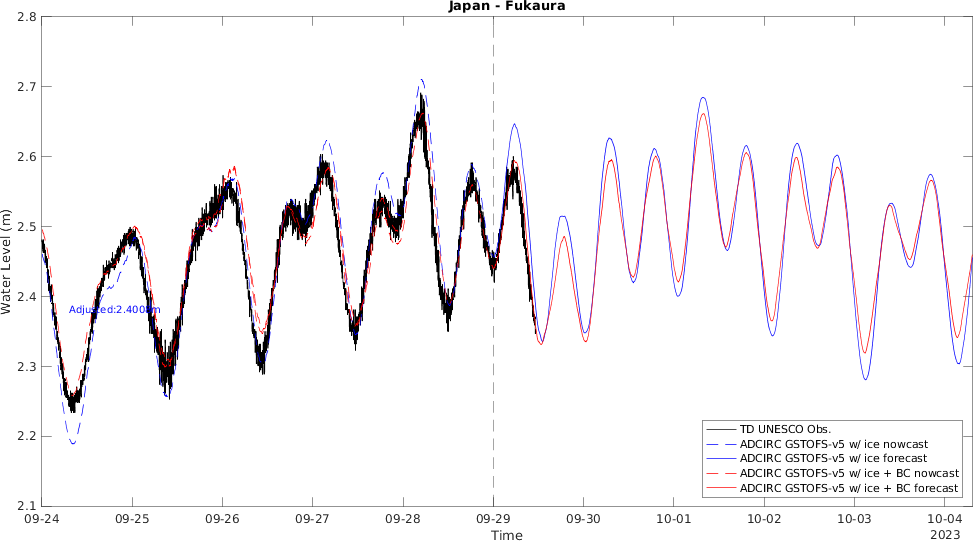 Japan - Fukaura
2.8
2.7
2.6
2.5
2.4
2.3
2.2
2.1
Water Level (m)
TD UNESCO Obs.
ADCIRC GSTOFS-v5 w/ ice nowcast
ADCIRC GSTOFS-v5 w/ ice forecast
ADCIRC GSTOFS-v5 w/ ice + BC nowcast
ADCIRC GSTOFS-v5 w/ ice + BC forecast
09-24 09-25 09-26 09-27 09-28 09-29 09-30 10-01 10-02 10-03 10-04
2023
Time